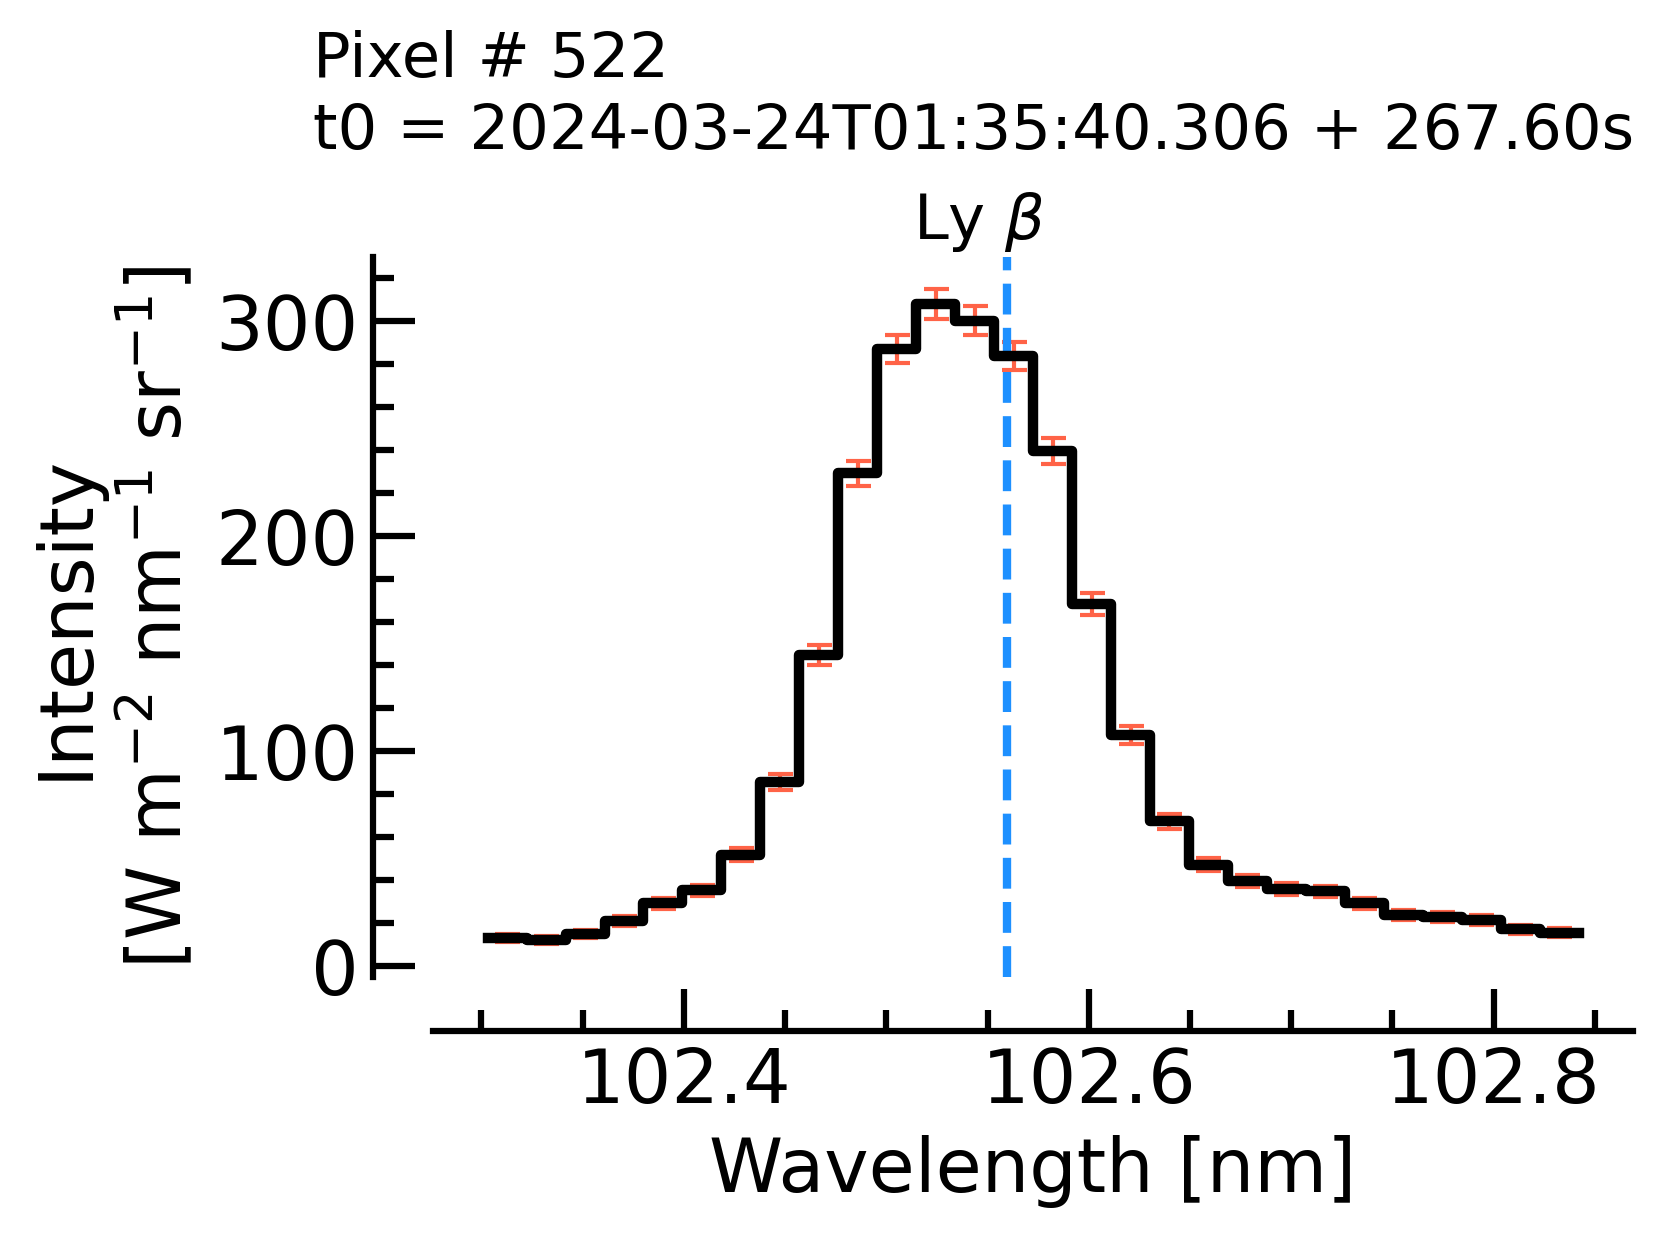 Pixel # 522
t0 = 2024-03-24T01:35:40.306 + 267.60s
Ly β
Intensity
[W m⁻² nm⁻¹ sr⁻¹]
300
200
100
0
102.4 102.6 102.8
Wavelength [nm]